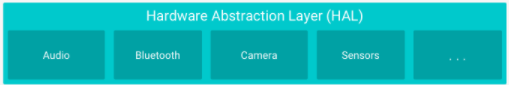 Hardware Abstraction Layer (HAL)
Audio Bluetooth Camera Sensors . . .